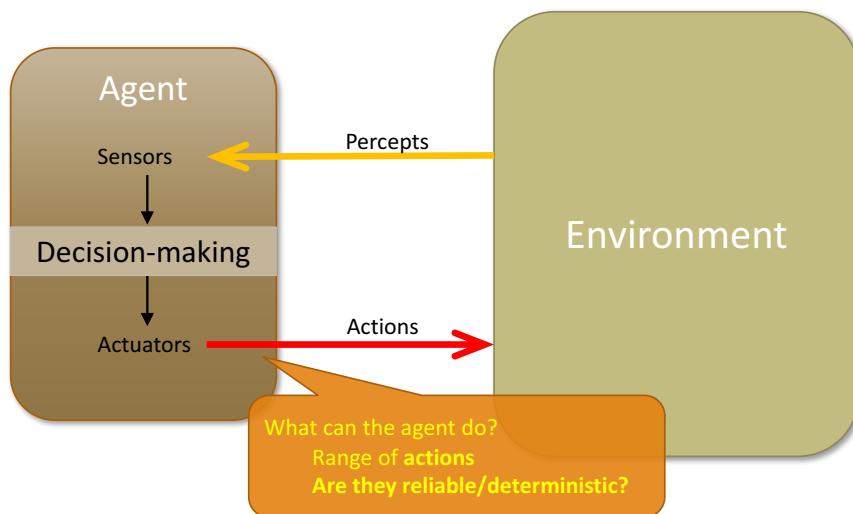 Agent
Percepts
Sensors
Environment
Decision-making
Actions
Actuators
What can the agent do?
Range of actions
Are they reliable/deterministic?